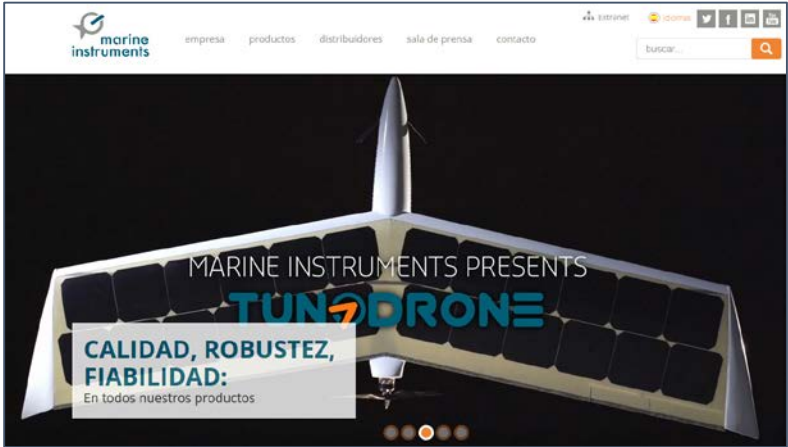 marine
instruments
empresa productos distribuidores sala de prensa contacto
Extranet Idiomas
buscar...
MARINE INSTRUMENTS PRESENTS
TUNADRONE
CALIDAD, ROBUSTEZ,
FIABILIDAD:
En todos nuestros productos